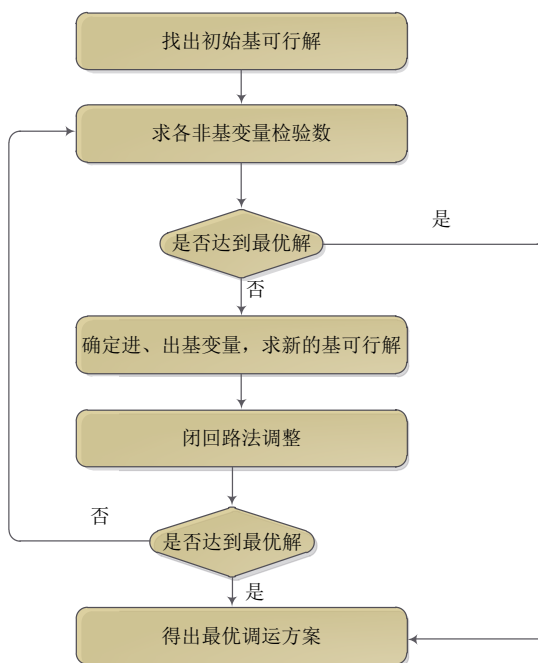 找出初始基可行解
求各非基变量检验数
是否达到最优解
是
否
确定进、出基变量，求新的基可行解
闭回路法调整
否
是否达到最优解
是
得出最优调运方案